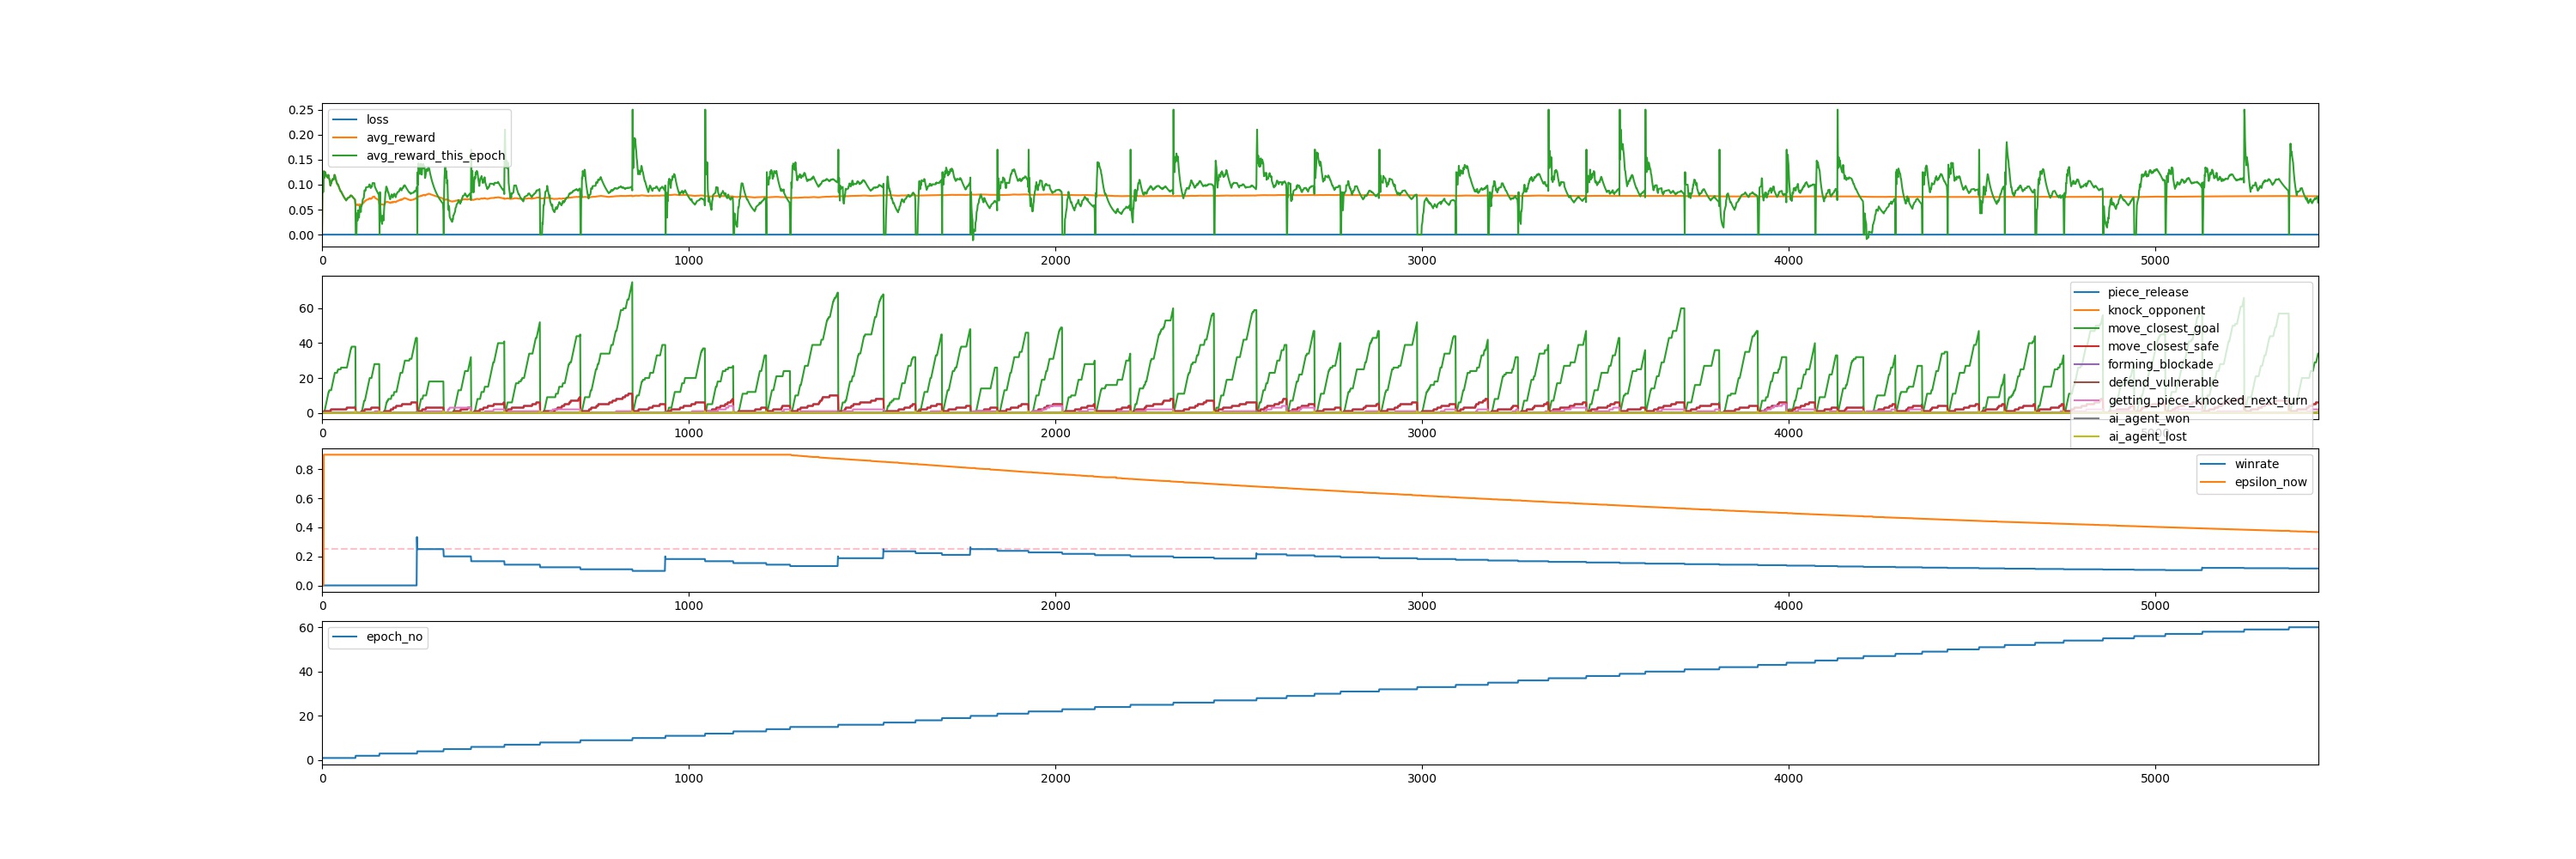 0.25
0.20
0.15
0.10
0.05
0.00
loss
avg_reward
avg_reward_this_epoch
0 1000 2000 3000 4000 5000
60
40
20
0
piece_release
knock_opponent
move_closest_goal
move_closest_safe
forming_blockade
defend_vulnerable
getting_piece_knocked_next_turn
ai_agent_won
ai_agent_lost
0 1000 2000 3000 4000 5000
0.8
0.6
0.4
0.2
0.0
winrate
epsilon_now
0 1000 2000 3000 4000 5000
60
40
20
0
epoch_no
0 1000 2000 3000 4000 5000